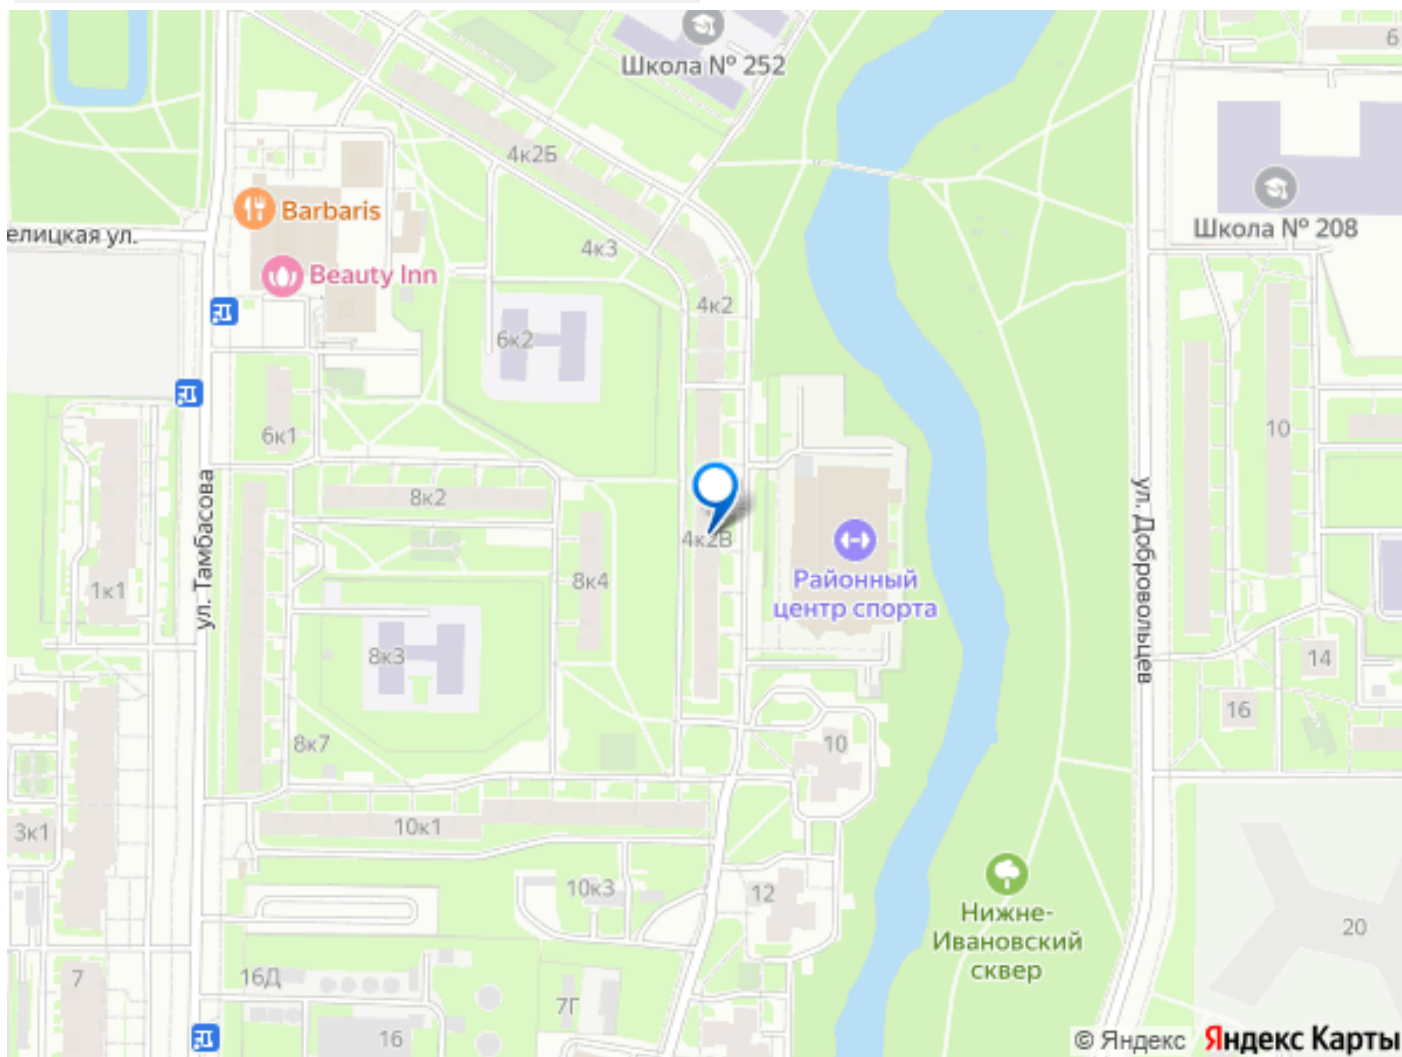 Школа № 252
6
4к2Б
Школа № 208
Barbaris
елицкая ул.
4к3
Beauty Inn
4к2
6к2
10
6к1
8к2
ул. Тамбасова
ул. Добровольцев
4к2В
1к1
8к4
Районный
центр спорта
8к3
14
16
8к7
10
10к1
3к1
10к3
12
Нижне-
Ивановский
сквер
20
7
16Д
7Г
16
© Яндекс Яндекс Карты